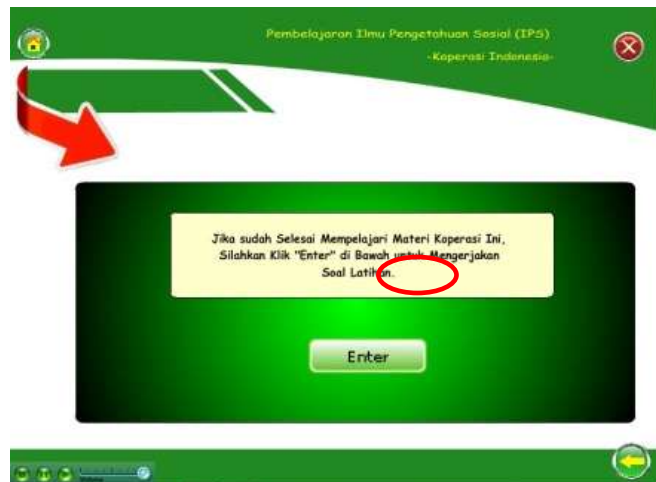 Pembelajaran Ilmu Pengetahuan Sosial (IPS)
-Koperasi Indonesia-
Jika sudah Selesai Mempelajari Materi Koperasi Ini,
Silahkan Klik "Enter" di Bawah untuk Mengerjakan
Soal Latihan.
Enter